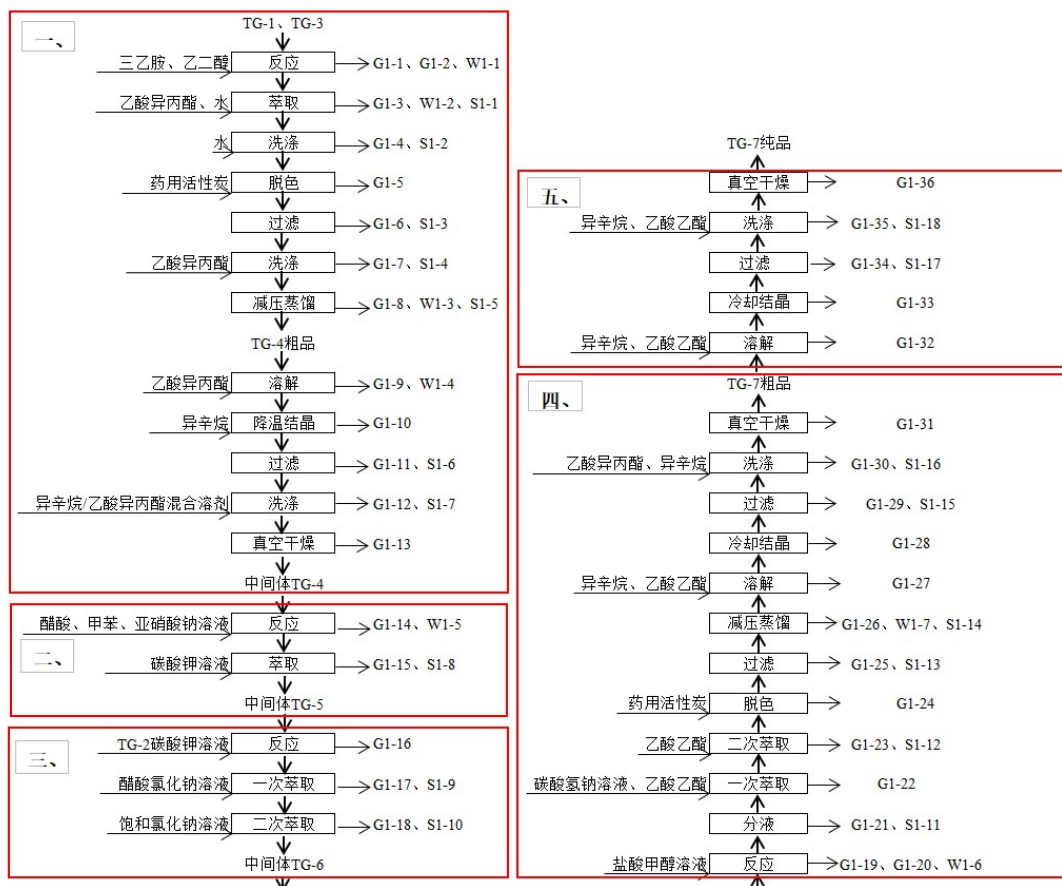 一、
TG-1、TG-3
三乙胺、乙二醇
反应
G1-1、G1-2、W1-1
乙酸异丙酯、水
萃取
G1-3、W1-2、S1-1
水
洗涤
G1-4、S1-2
药用活性炭
脱色
G1-5
过滤
G1-6、S1-3
乙酸异丙酯
洗涤
G1-7、S1-4
减压蒸馏
G1-8、W1-3、S1-5
TG-4粗品
乙酸异丙酯
溶解
G1-9、W1-4
异辛烷
降温结晶
G1-10
过滤
G1-11、S1-6
异辛烷/乙酸异丙酯混合溶剂
洗涤
G1-12、S1-7
真空干燥
G1-13
中间体TG-4
二、
醋酸、甲苯、亚硝酸钠溶液
反应
G1-14、W1-5
碳酸钾溶液
萃取
G1-15、S1-8
中间体TG-5
三、
TG-2碳酸钾溶液
反应
G1-16
醋酸氯化钠溶液
一次萃取
G1-17、S1-9
饱和氯化钠溶液
二次萃取
G1-18、S1-10
中间体TG-6
TG-7纯品
五、
真空干燥
G1-36
异辛烷、乙酸乙酯
洗涤
G1-35、S1-18
过滤
G1-34、S1-17
冷却结晶
G1-33
异辛烷、乙酸乙酯
溶解
G1-32
四、
TG-7粗品
真空干燥
G1-31
乙酸异丙酯、异辛烷
洗涤
G1-30、S1-16
过滤
G1-29、S1-15
冷却结晶
G1-28
异辛烷、乙酸乙酯
溶解
G1-27
减压蒸馏
G1-26、W1-7、S1-14
过滤
G1-25、S1-13
药用活性炭
脱色
G1-24
乙酸乙酯
二次萃取
G1-23、S1-12
碳酸氢钠溶液、乙酸乙酯
一次萃取
G1-22
分液
G1-21、S1-11
盐酸甲醇溶液
反应
G1-19、G1-20、W1-6